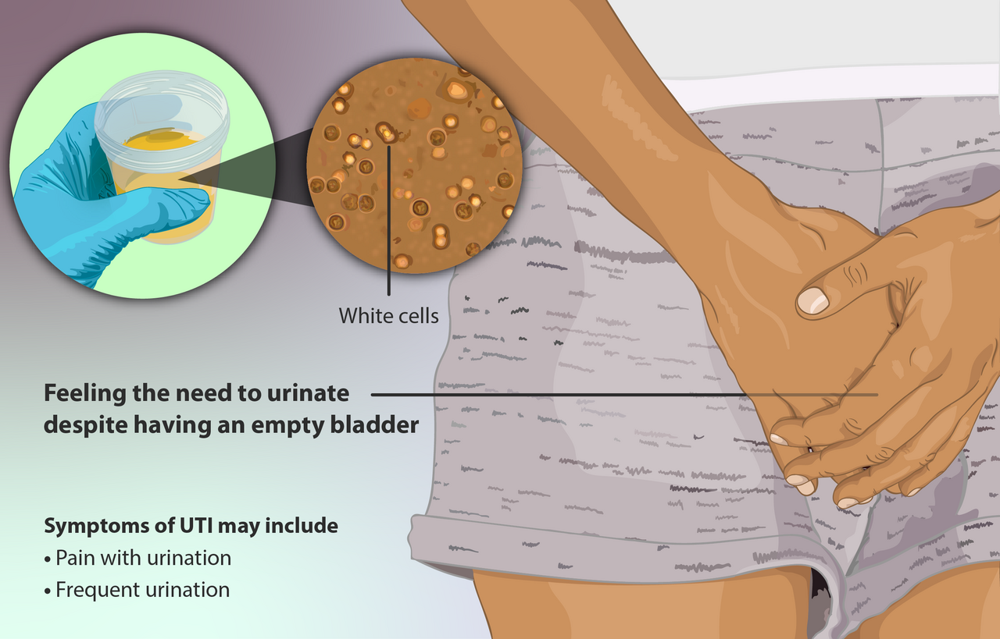 White cells
Feeling the need to urinate
despite having an empty bladder
Symptoms of UTI may include
• Pain with urination
• Frequent urination